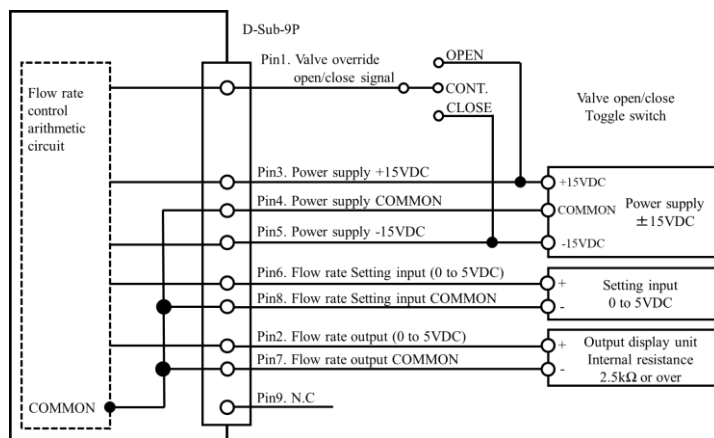 D-Sub-9P
Pin1. Valve override
open/close signal
OPEN
CONT.
CLOSE
Flow rate
control
arithmetic
circuit
Valve open/close
Toggle switch
Pin3. Power supply +15VDC
+15VDC
Pin4. Power supply COMMON
COMMON
Power supply
±15VDC
Pin5. Power supply -15VDC
-15VDC
Pin6. Flow rate Setting input (0 to 5VDC)
+
Setting input
0 to 5VDC
Pin8. Flow rate Setting input COMMON
-
Pin2. Flow rate output (0 to 5VDC)
+
Output display unit
Internal resistance
2.5kΩ or over
Pin7. Flow rate output COMMON
-
COMMON
Pin9. N.C